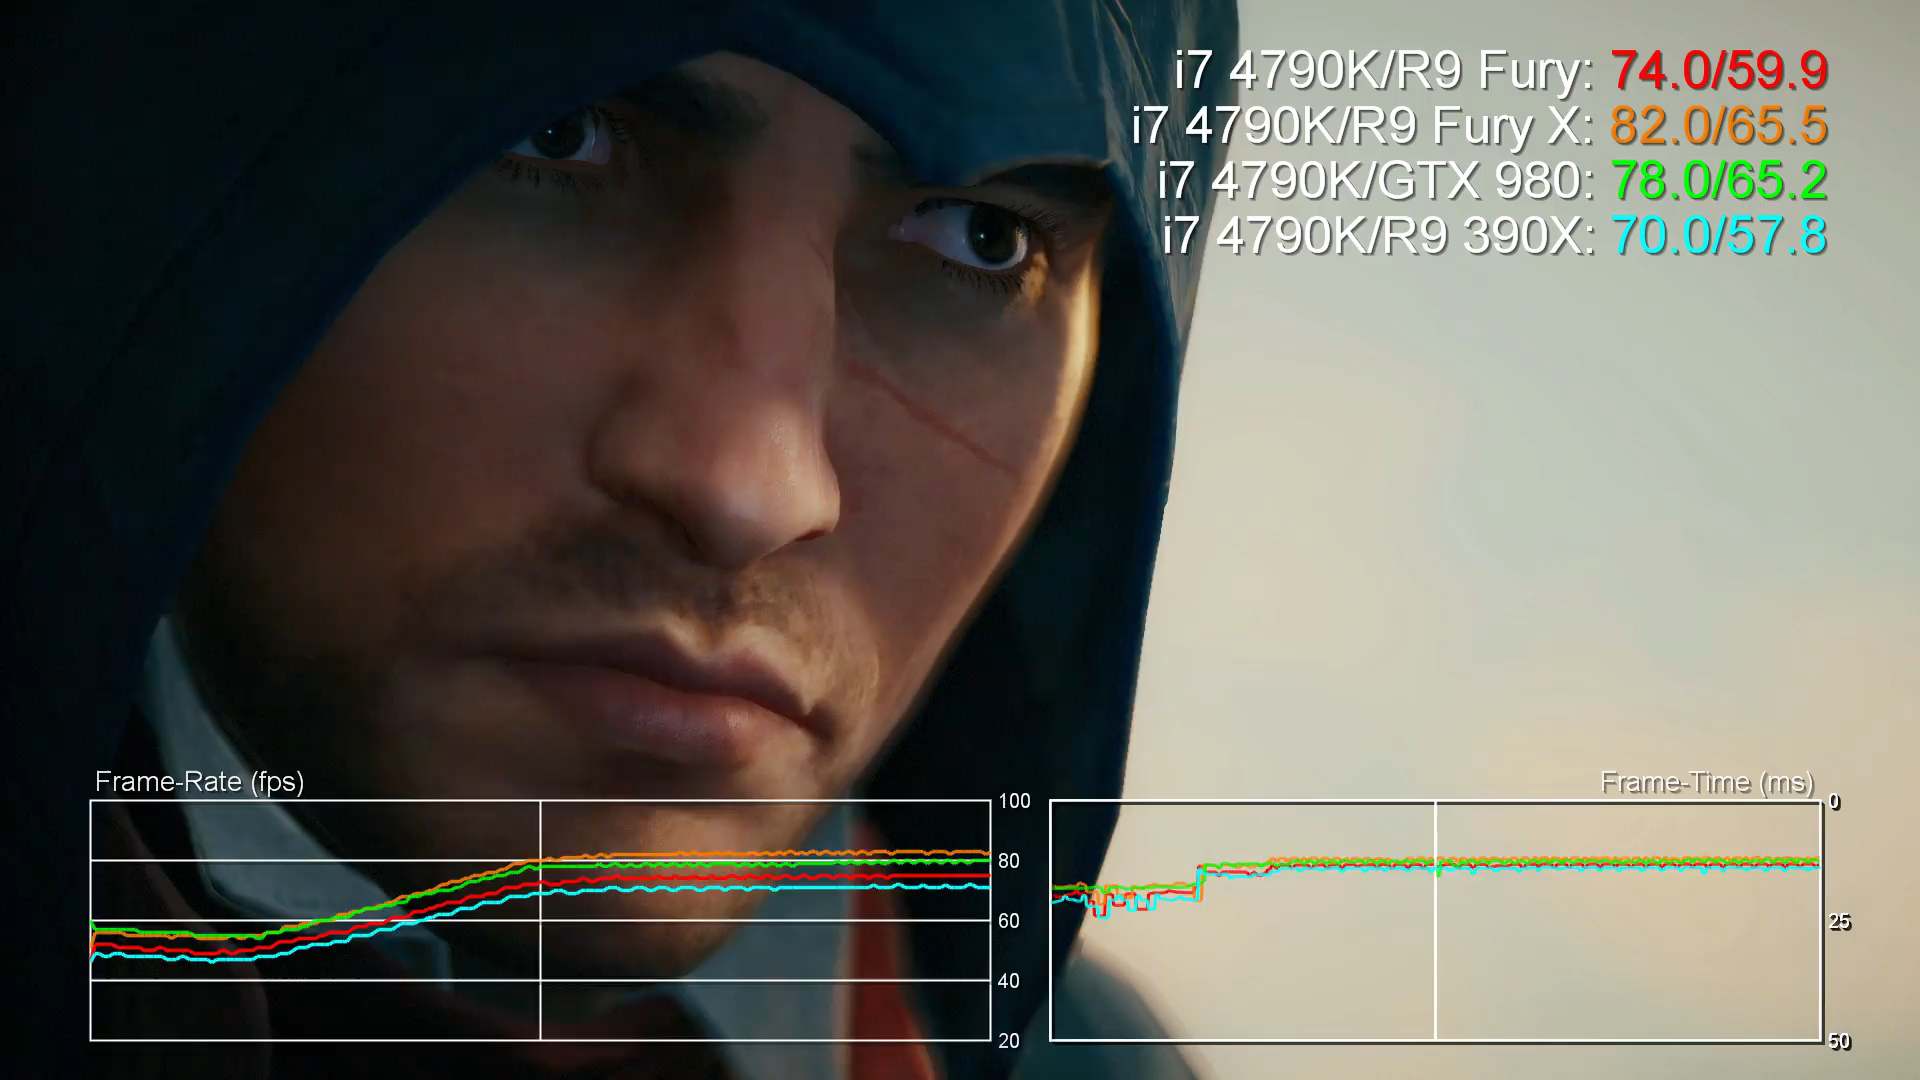 i7 4790K/R9 Fury: 74.0/59.9
i7 4790K/R9 Fury X: 82.0/65.5
i7 4790K/GTX 980: 78.0/65.2
i7 4790K/R9 390X: 70.0/57.8
Frame-Rate (fps)
100
80
60
40
20
Frame-Time (ms)
0
25
50